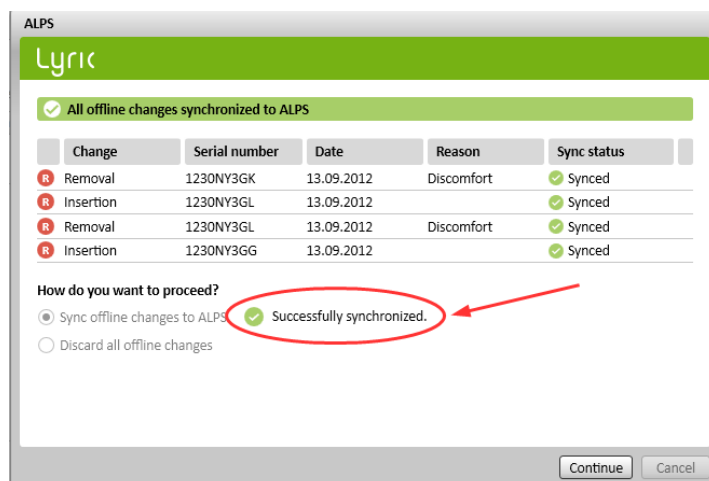 ALPS
Lyric
All offline changes synchronized to ALPS
Change Serial number Date Reason Sync status
R Removal 1230NY3GK 13.09.2012 Discomfort Synced
R Insertion 1230NY3GL 13.09.2012 Synced
R Removal 1230NY3GL 13.09.2012 Discomfort Synced
R Insertion 1230NY3GG 13.09.2012 Synced
How do you want to proceed?
Sync offline changes to ALPS Successfully synchronized.
Discard all offline changes
Continue Cancel